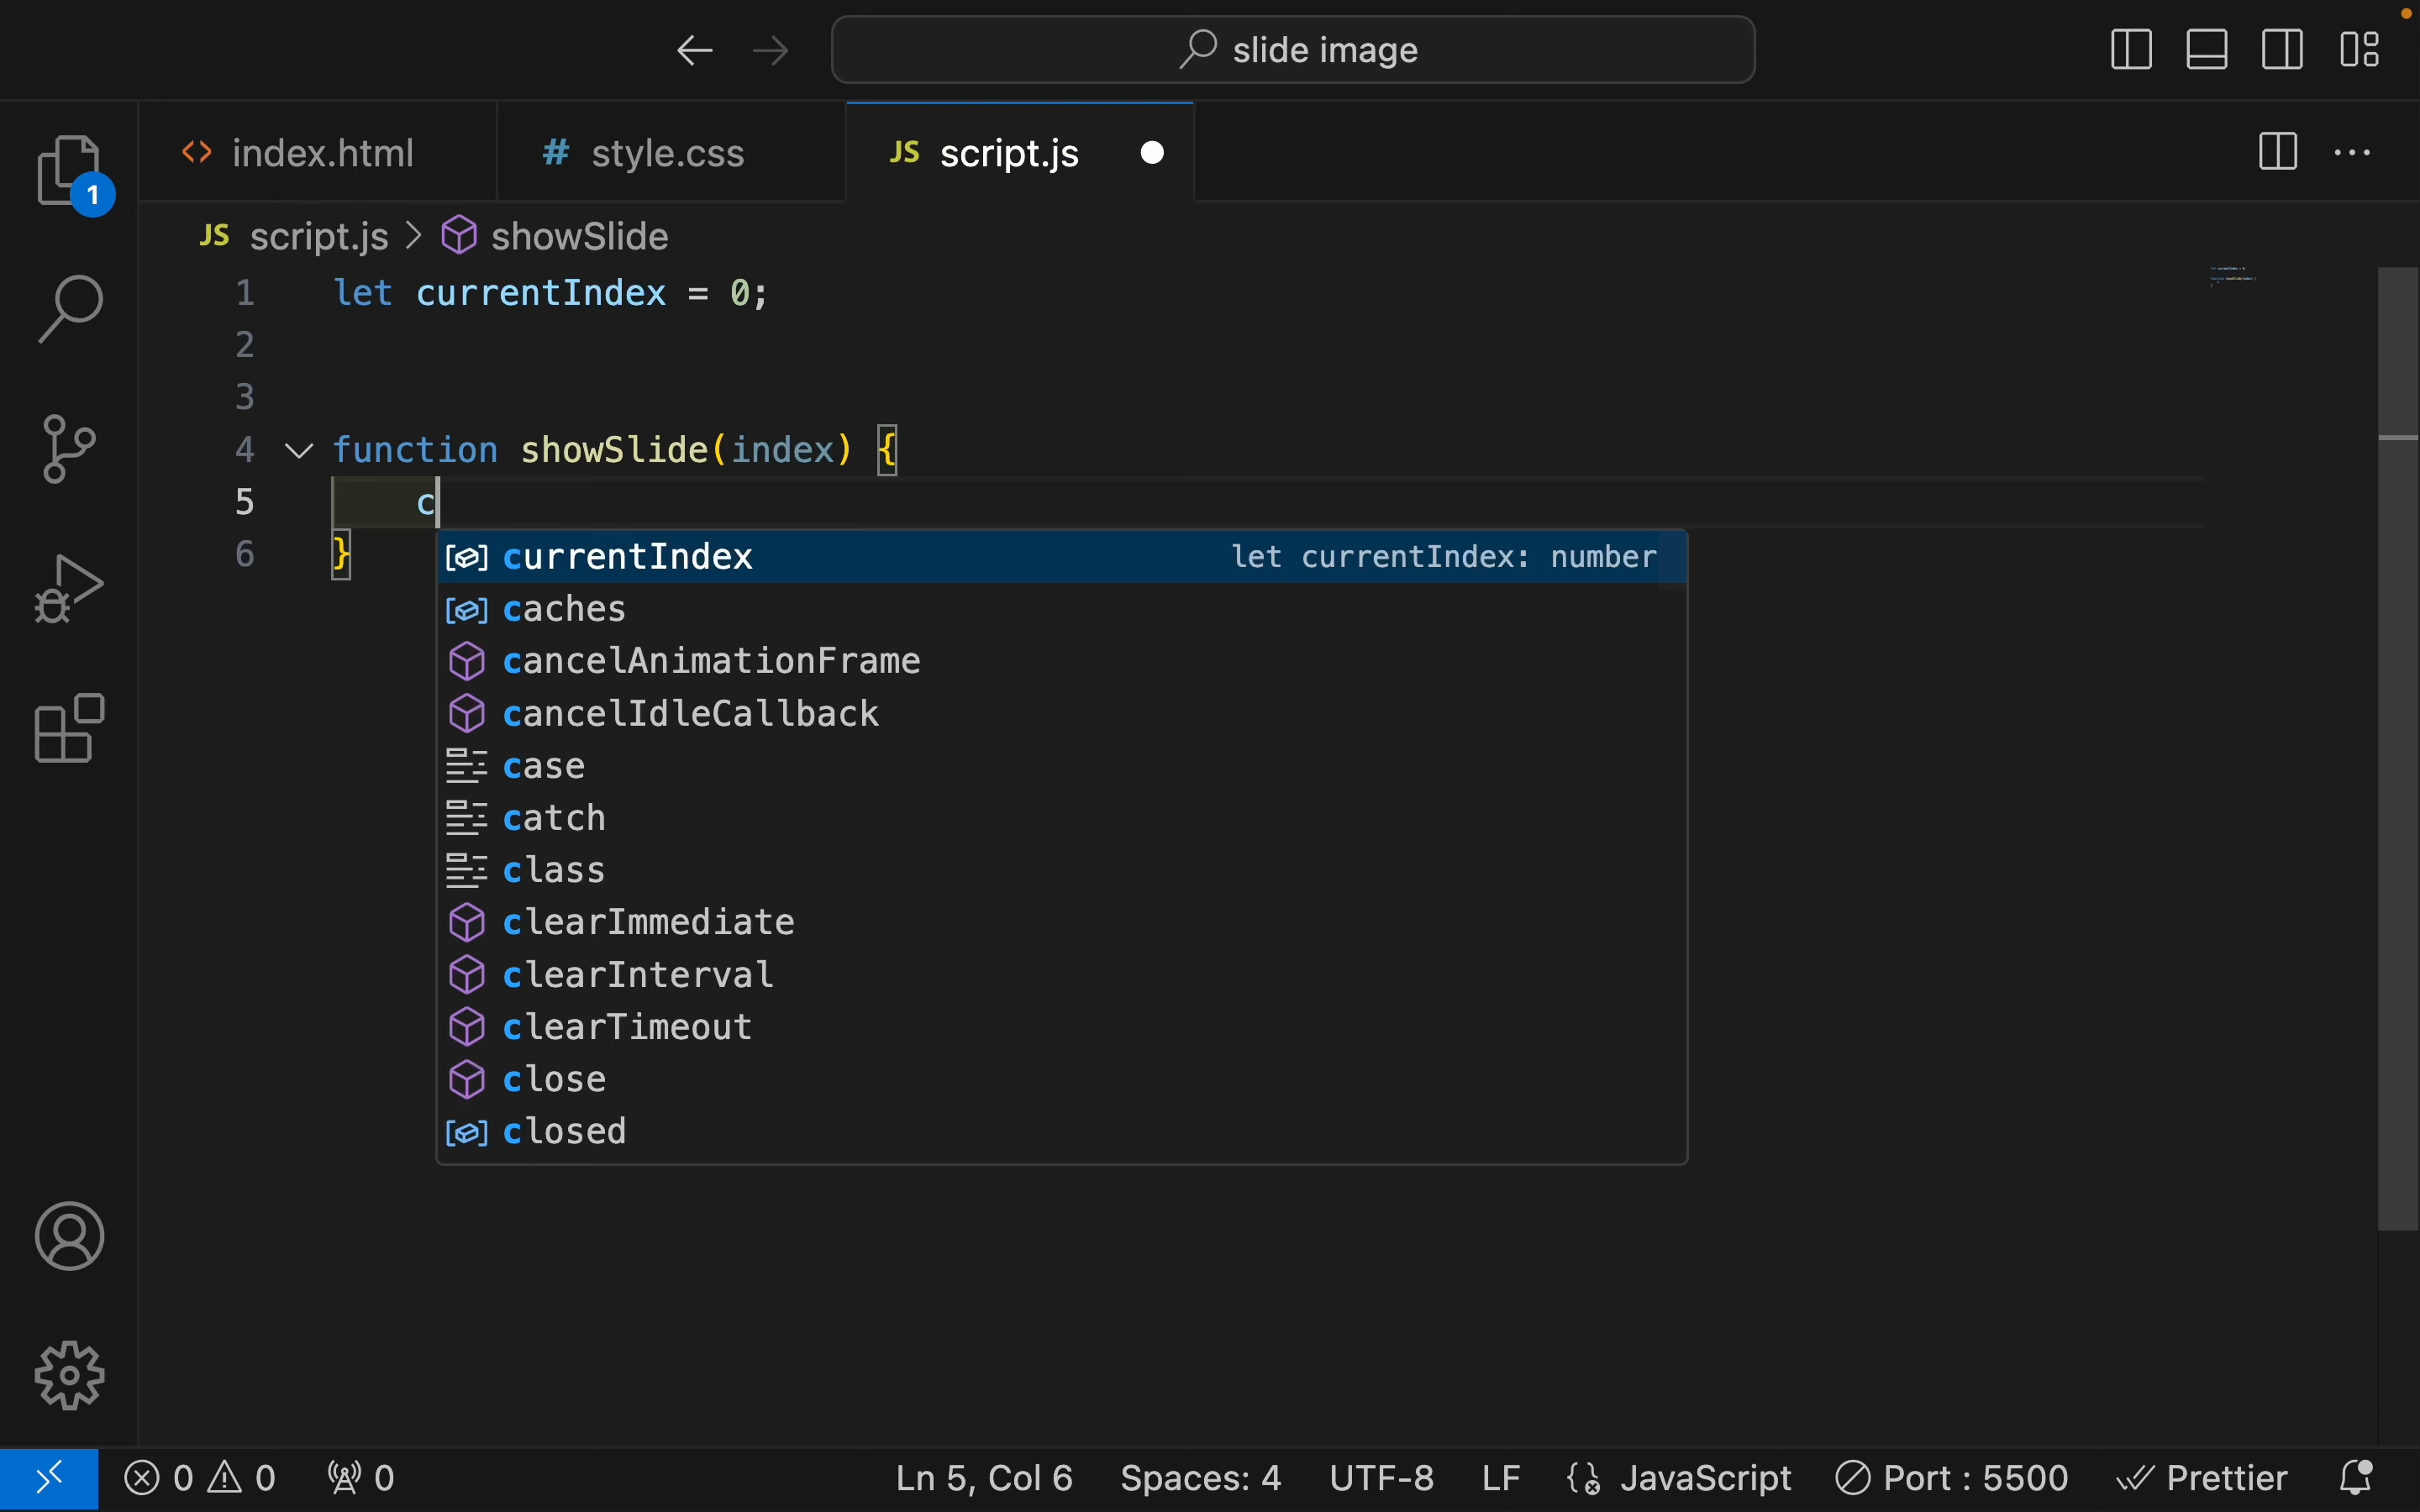 slide image
index.html
# style.css
JS script.js
1
JS script.js > showSlide
1 let currentIndex = 0;
2
3
4 function showSlide(index) {
5 c
6 }
currentIndex let currentIndex: number
caches
cancelAnimationFrame
cancelIdleCallback
case
catch
class
clearImmediate
clearInterval
clearTimeout
close
closed
0 0 0 Ln 5, Col 6 Spaces: 4 UTF-8 LF JavaScript Port : 5500 Prettier